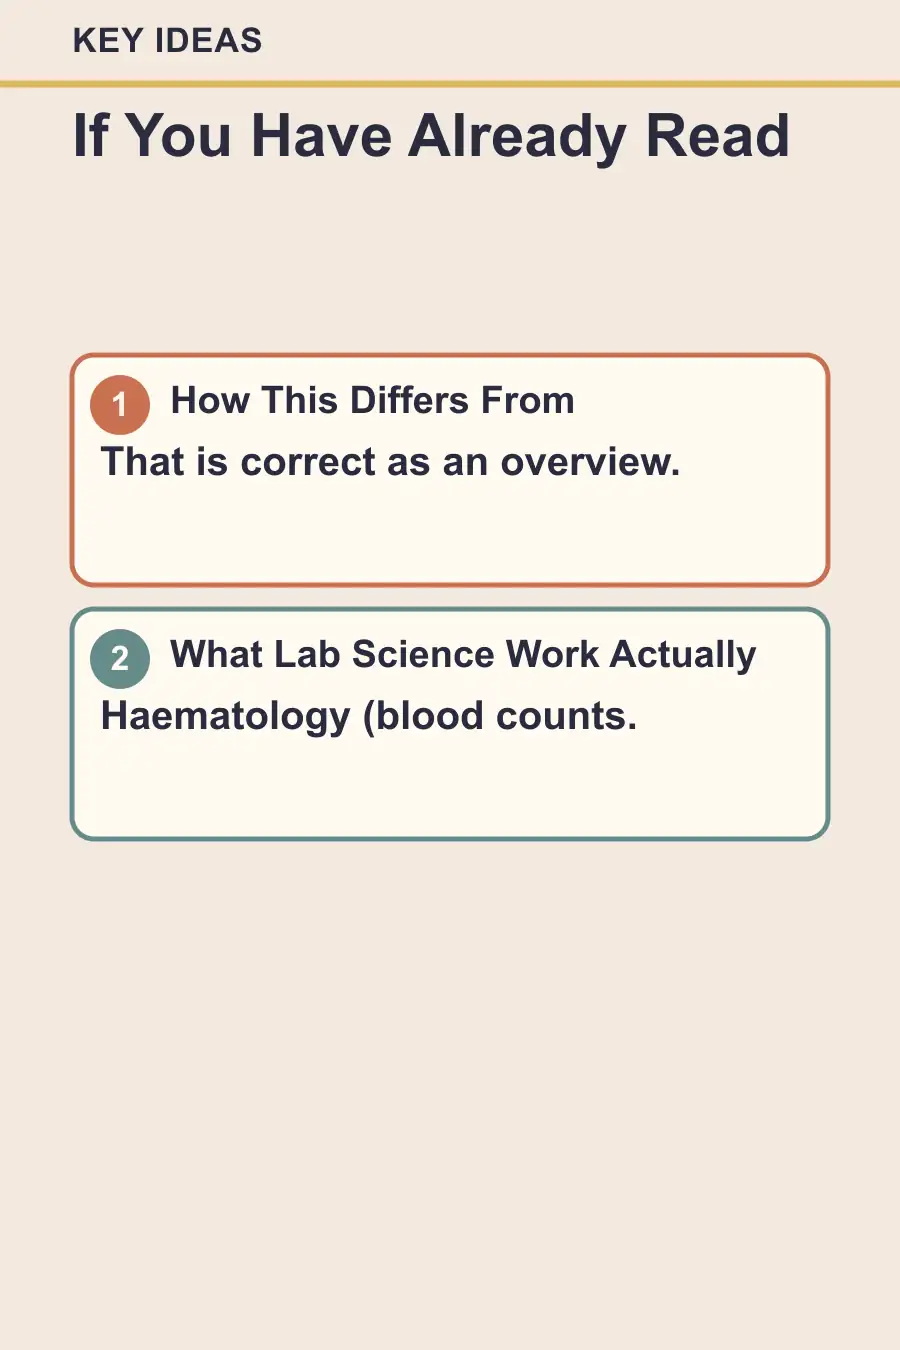 KEY IDEAS
If You Have Already Read
1 How This Differs From
That is correct as an overview.
2 What Lab Science Work Actually
Haematology (blood counts.